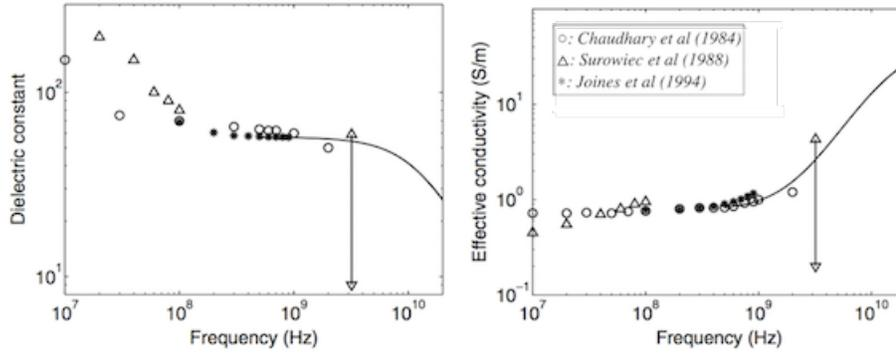 Dielectric constant
10²
10¹
10⁷
10⁸
10⁹
10¹⁰
Frequency (Hz)
Effective conductivity (S/m)
10¹
10⁰
10⁻¹
10⁷
10⁸
10⁹
10¹⁰
Frequency (Hz)
○: Chaudhary et al (1984)
△: Surowiec et al (1988)
*: Joines et al (1994)